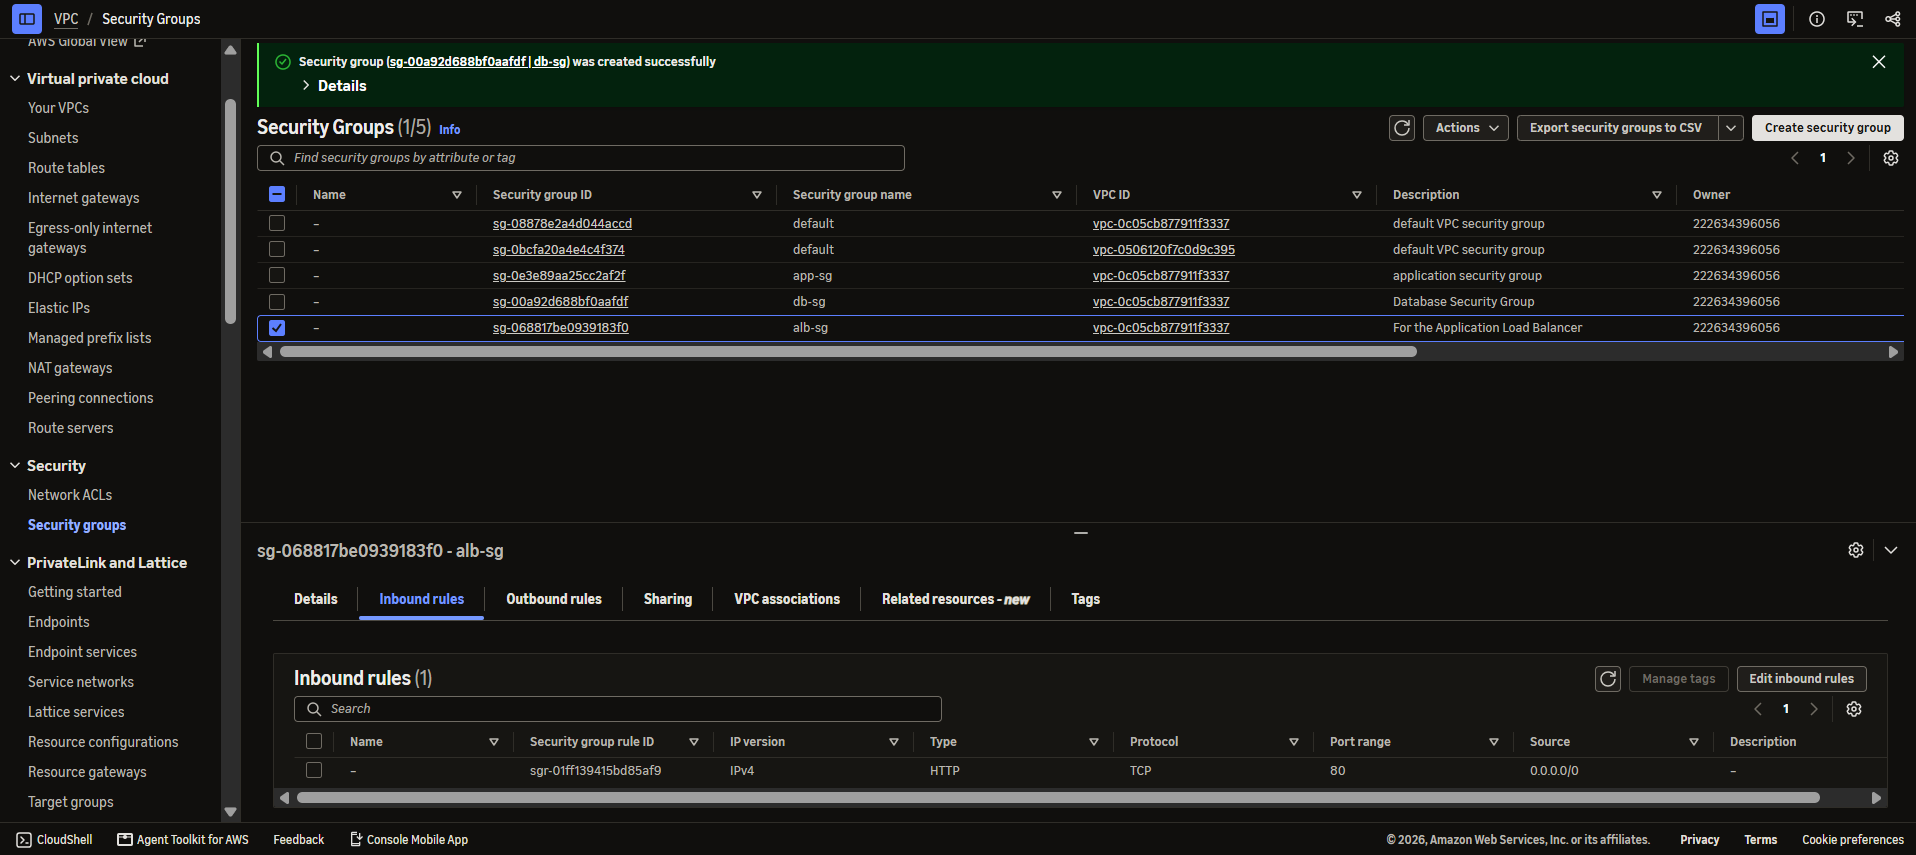 VPC / Security Groups
AWS Global View
Virtual private cloud
Your VPCs
Subnets
Route tables
Internet gateways
Egress-only internet
gateways
DHCP option sets
Elastic IPs
Managed prefix lists
NAT gateways
Peering connections
Route servers
Security
Network ACLs
Security groups
PrivateLink and Lattice
Getting started
Endpoints
Endpoint services
Service networks
Lattice services
Resource configurations
Resource gateways
Target groups
Security group (sg-00a92d688bf0aafdf | db-sg) was created successfully
Details
Security Groups (1/5) Info
Actions
Export security groups to CSV
Create security group
Find security groups by attribute or tag
1
Name Security group ID Security group name VPC ID Description Owner
– sg-08878e2a4d044accd default vpc-0c05cb877911f3337 default VPC security group 222634396056
– sg-0bcfa20a4e4c4f374 default vpc-0506120f7c0d9c395 default VPC security group 222634396056
– sg-0e3e89aa25cc2af2f app-sg vpc-0c05cb877911f3337 application security group 222634396056
– sg-00a92d688bf0aafdf db-sg vpc-0c05cb877911f3337 Database Security Group 222634396056
– sg-068817be0939183f0 alb-sg vpc-0c05cb877911f3337 For the Application Load Balancer 222634396056
sg-068817be0939183f0 - alb-sg
Details Inbound rules Outbound rules Sharing VPC associations Related resources - new Tags
Inbound rules (1)
Manage tags
Edit inbound rules
Search
1
Name Security group rule ID IP version Type Protocol Port range Source Description
– sgr-01ff139415bd85af9 IPv4 HTTP TCP 80 0.0.0.0/0 –
CloudShell Agent Toolkit for AWS Feedback Console Mobile App © 2026, Amazon Web Services, Inc. or its affiliates. Privacy Terms Cookie preferences